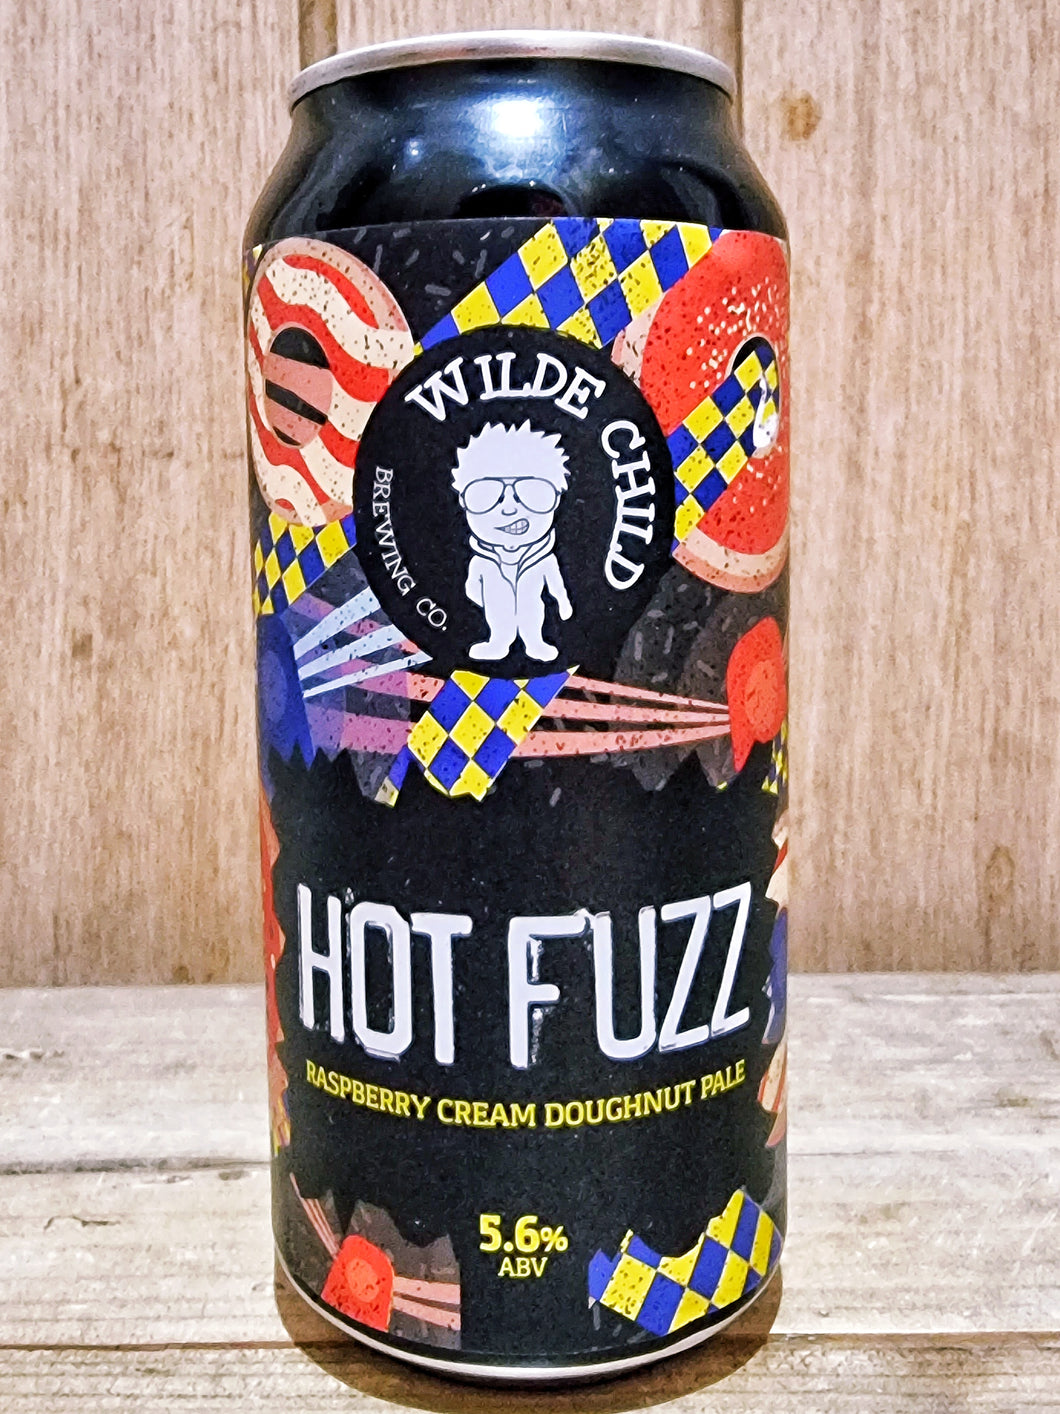 WILDE CHILD
BREWING CO.
HOT FUZZ
RASPBERRY CREAM DOUGHNUT PALE
5.6%
ABV